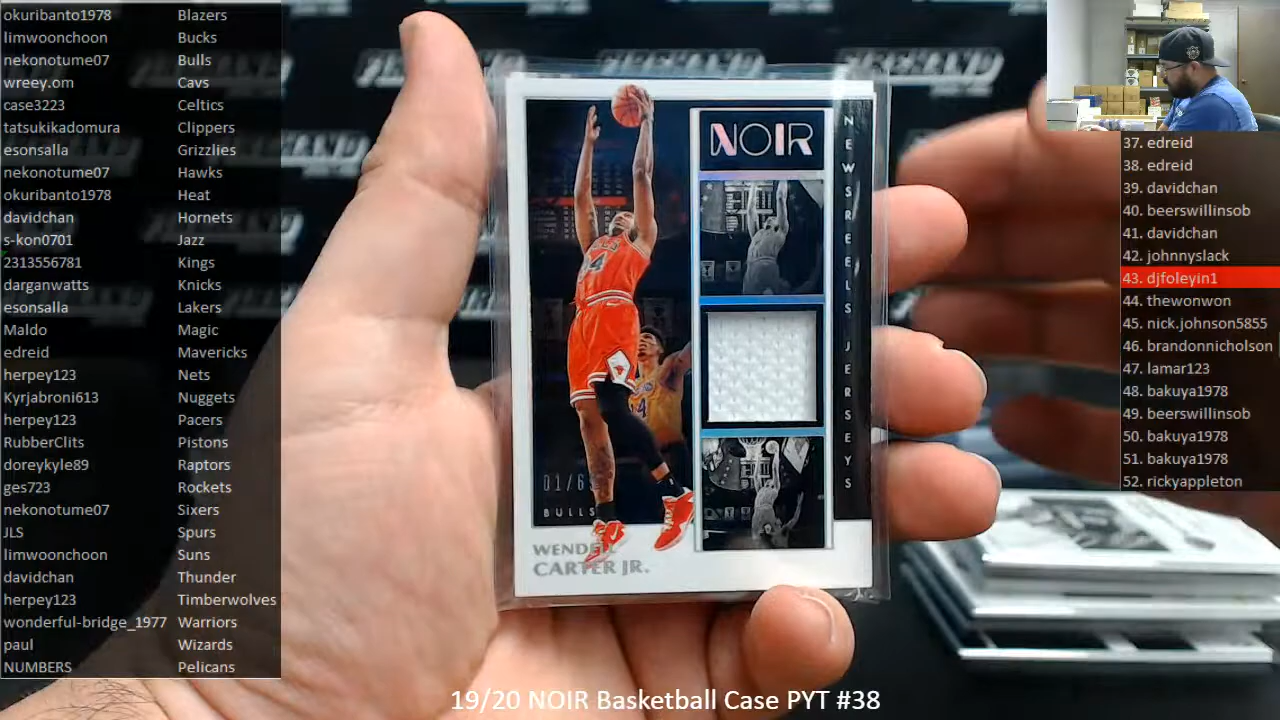 okuribanto1978 Blazers
limwoonchoon Bucks
nekonotume07 Bulls
wreey.om Cavs
case3223 Celtics
tatsukikadomura Clippers
esonsalla Grizzlies
nekonotume07 Hawks
okuribanto1978 Heat
davidchan Hornets
s-kon0701 Jazz
2313556781 Kings
darganwatts Knicks
esonsalla Lakers
Maldo Magic
edreid Mavericks
herpey123 Nets
Kyrjabroni613 Nuggets
herpey123 Pacers
RubberClits Pistons
doreykyle89 Raptors
ges723 Rockets
nekonotume07 Sixers
JLS Spurs
limwoonchoon Suns
davidchan Thunder
herpey123 Timberwolves
wonderful-bridge_1977 Warriors
paul Wizards
NUMBERS Pelicans
NOIR
NEWSREELS JERSEYS
BULLS
34
01/6
BULLS
CARTER JR.
37. edreid
38. edreid
39. davidchan
40. beerswillinsob
41. davidchan
42. johnnyslack
43. djfoleyin1
44. thewonwon
45. nick.johnson5855
46. brandonnicholson
47. lamar123
48. bakuya1978
49. beerswillinsob
50. bakuya1978
51. bakuya1978
52. rickyappleton
19/20 NOIR Basketball Case PYT #38